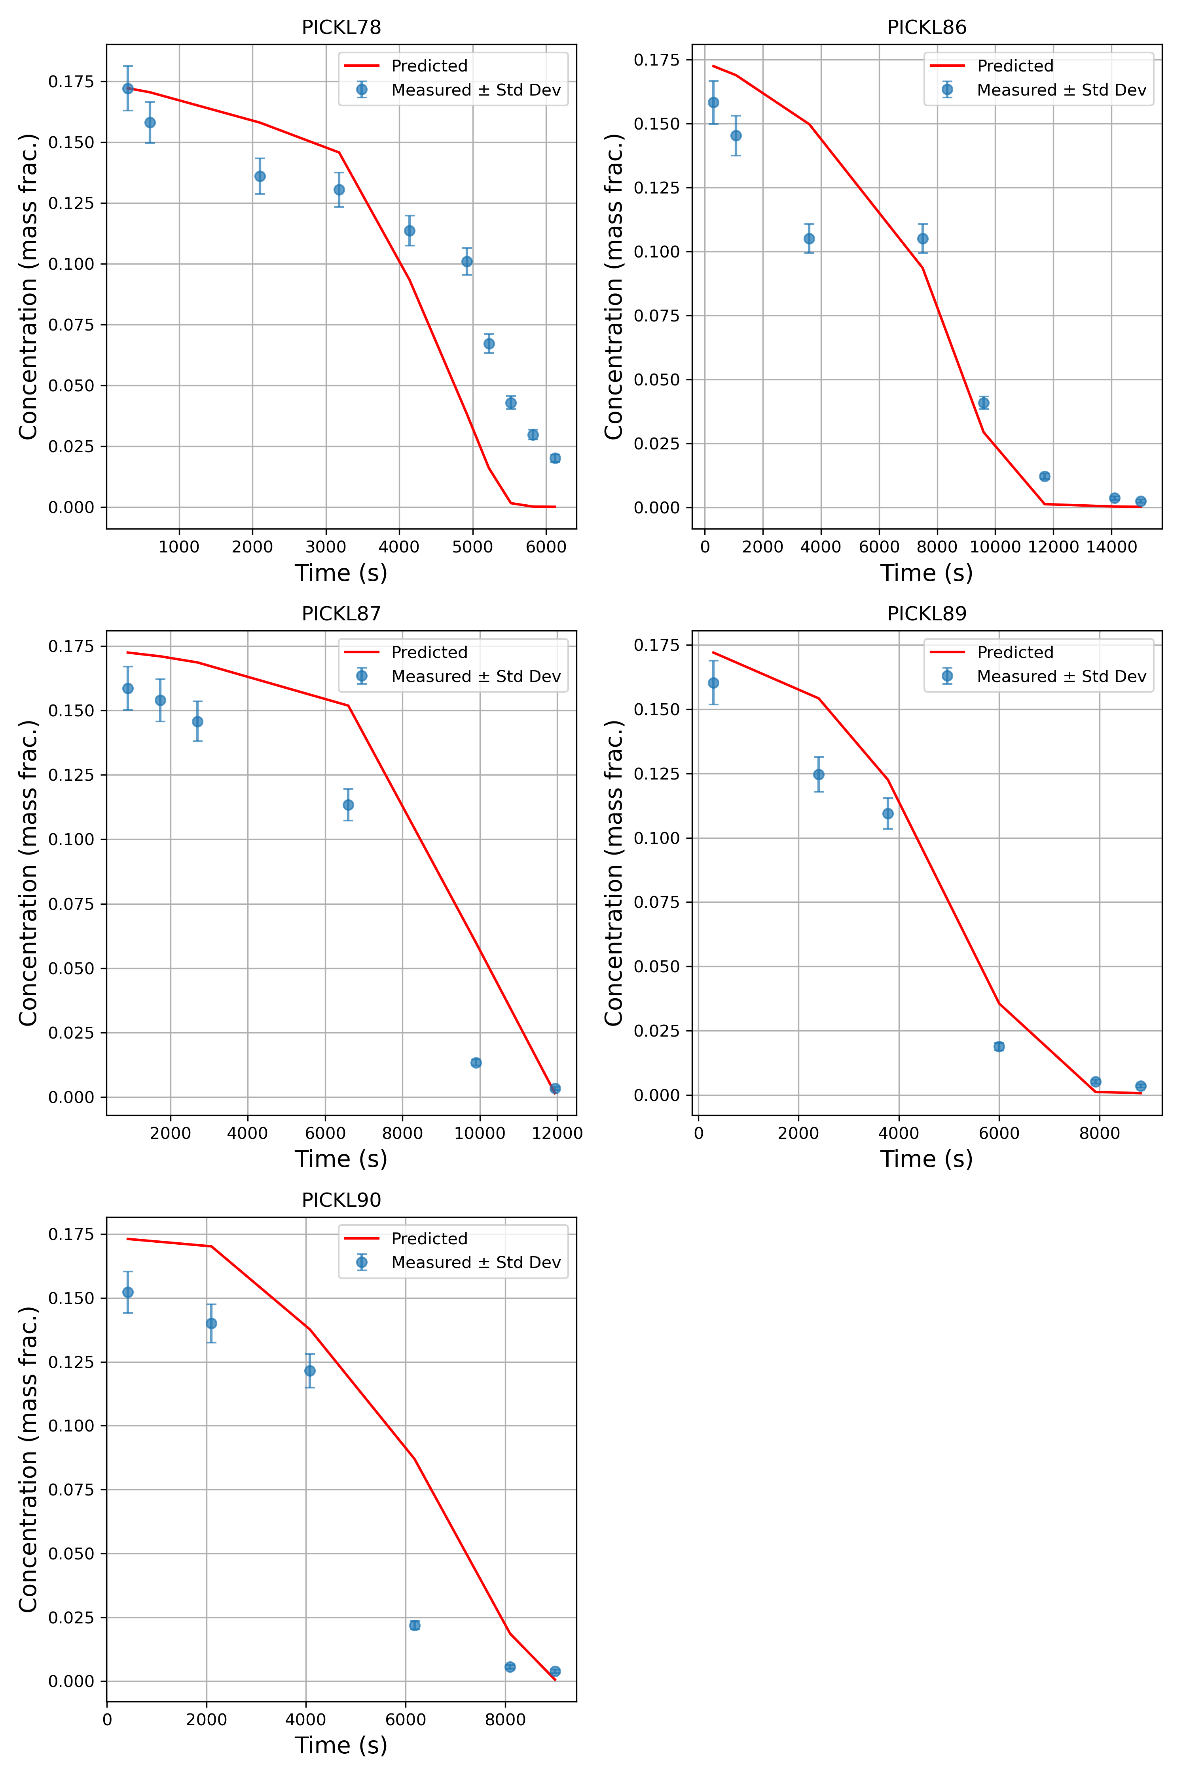 PICKL78
Concentration (mass frac.)
0.175
0.150
0.125
0.100
0.075
0.050
0.025
0.000
Predicted
Measured ± Std Dev
1000 2000 3000 4000 5000 6000
Time (s)
PICKL86
Concentration (mass frac.)
0.175
0.150
0.125
0.100
0.075
0.050
0.025
0.000
Predicted
Measured ± Std Dev
0 2000 4000 6000 8000 10000 12000 14000
Time (s)
PICKL87
Concentration (mass frac.)
0.175
0.150
0.125
0.100
0.075
0.050
0.025
0.000
Predicted
Measured ± Std Dev
2000 4000 6000 8000 10000 12000
Time (s)
PICKL89
Concentration (mass frac.)
0.175
0.150
0.125
0.100
0.075
0.050
0.025
0.000
Predicted
Measured ± Std Dev
0 2000 4000 6000 8000
Time (s)
PICKL90
Concentration (mass frac.)
0.175
0.150
0.125
0.100
0.075
0.050
0.025
0.000
Predicted
Measured ± Std Dev
0 2000 4000 6000 8000
Time (s)